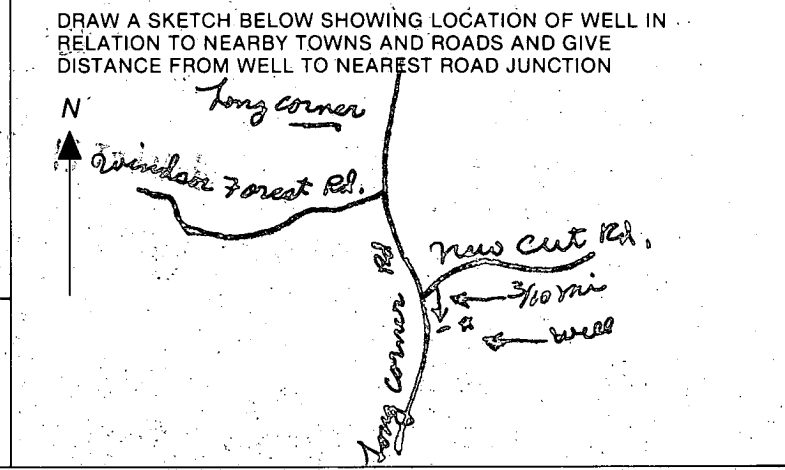 DRAW A SKETCH BELOW SHOWING LOCATION OF WELL IN
RELATION TO NEARBY TOWNS AND ROADS AND GIVE
DISTANCE FROM WELL TO NEAREST ROAD JUNCTION
Long corner
N
Windsor Forest Rd.
New Cut Rd.
3/10 mi
well
Long Corner Rd